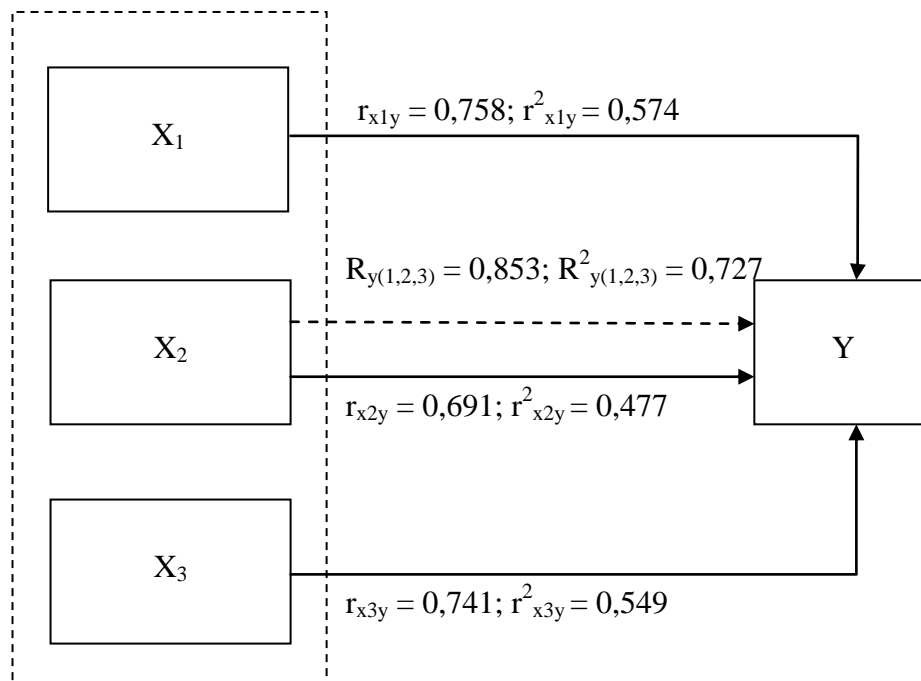 X₁
r_x1y = 0,758; r²_x1y = 0,574
R_y(1,2,3) = 0,853; R²_y(1,2,3) = 0,727
X₂
Y
r_x2y = 0,691; r²_x2y = 0,477
X₃
r_x3y = 0,741; r²_x3y = 0,549